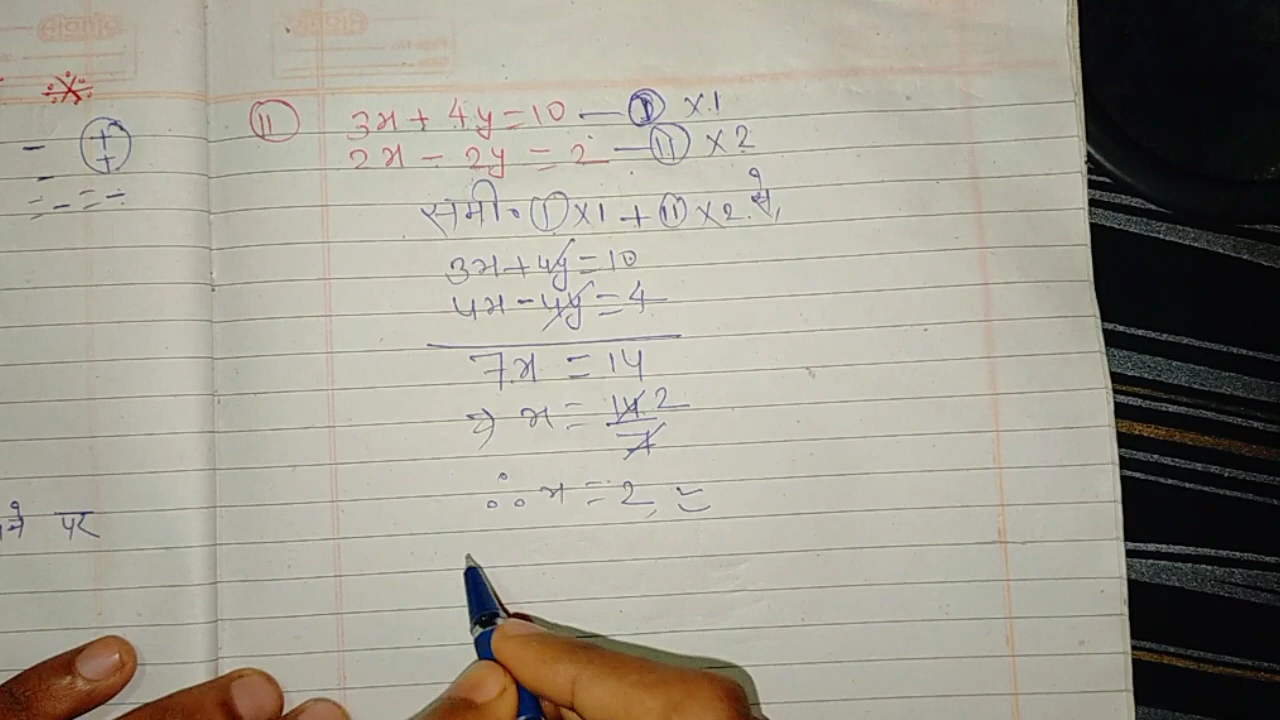 (II) 3x + 4y = 10 — (I) × 1
2x - 2y = 2 — (II) × 2
समी. (I) × 1 + (II) × 2 से,
3x + 4y = 10
4x - 4y = 4
7x = 14
⇒ x = 14/7 2
∴ x = 2,
ने पर